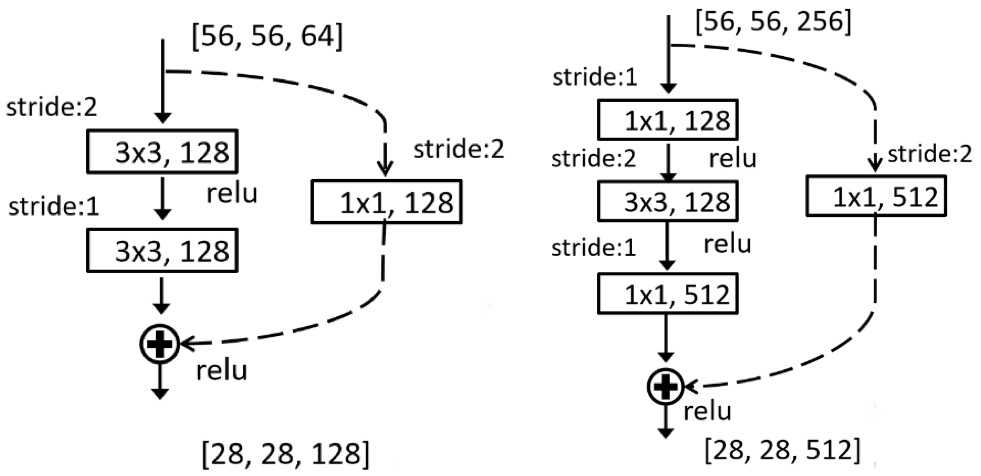 [56, 56, 64]
stride:2
3x3, 128
relu
stride:2
1x1, 128
stride:1
3x3, 128
relu
[28, 28, 128]
[56, 56, 256]
stride:1
1x1, 128
relu
stride:2
3x3, 128
relu
stride:2
1x1, 512
stride:1
1x1, 512
relu
[28, 28, 512]